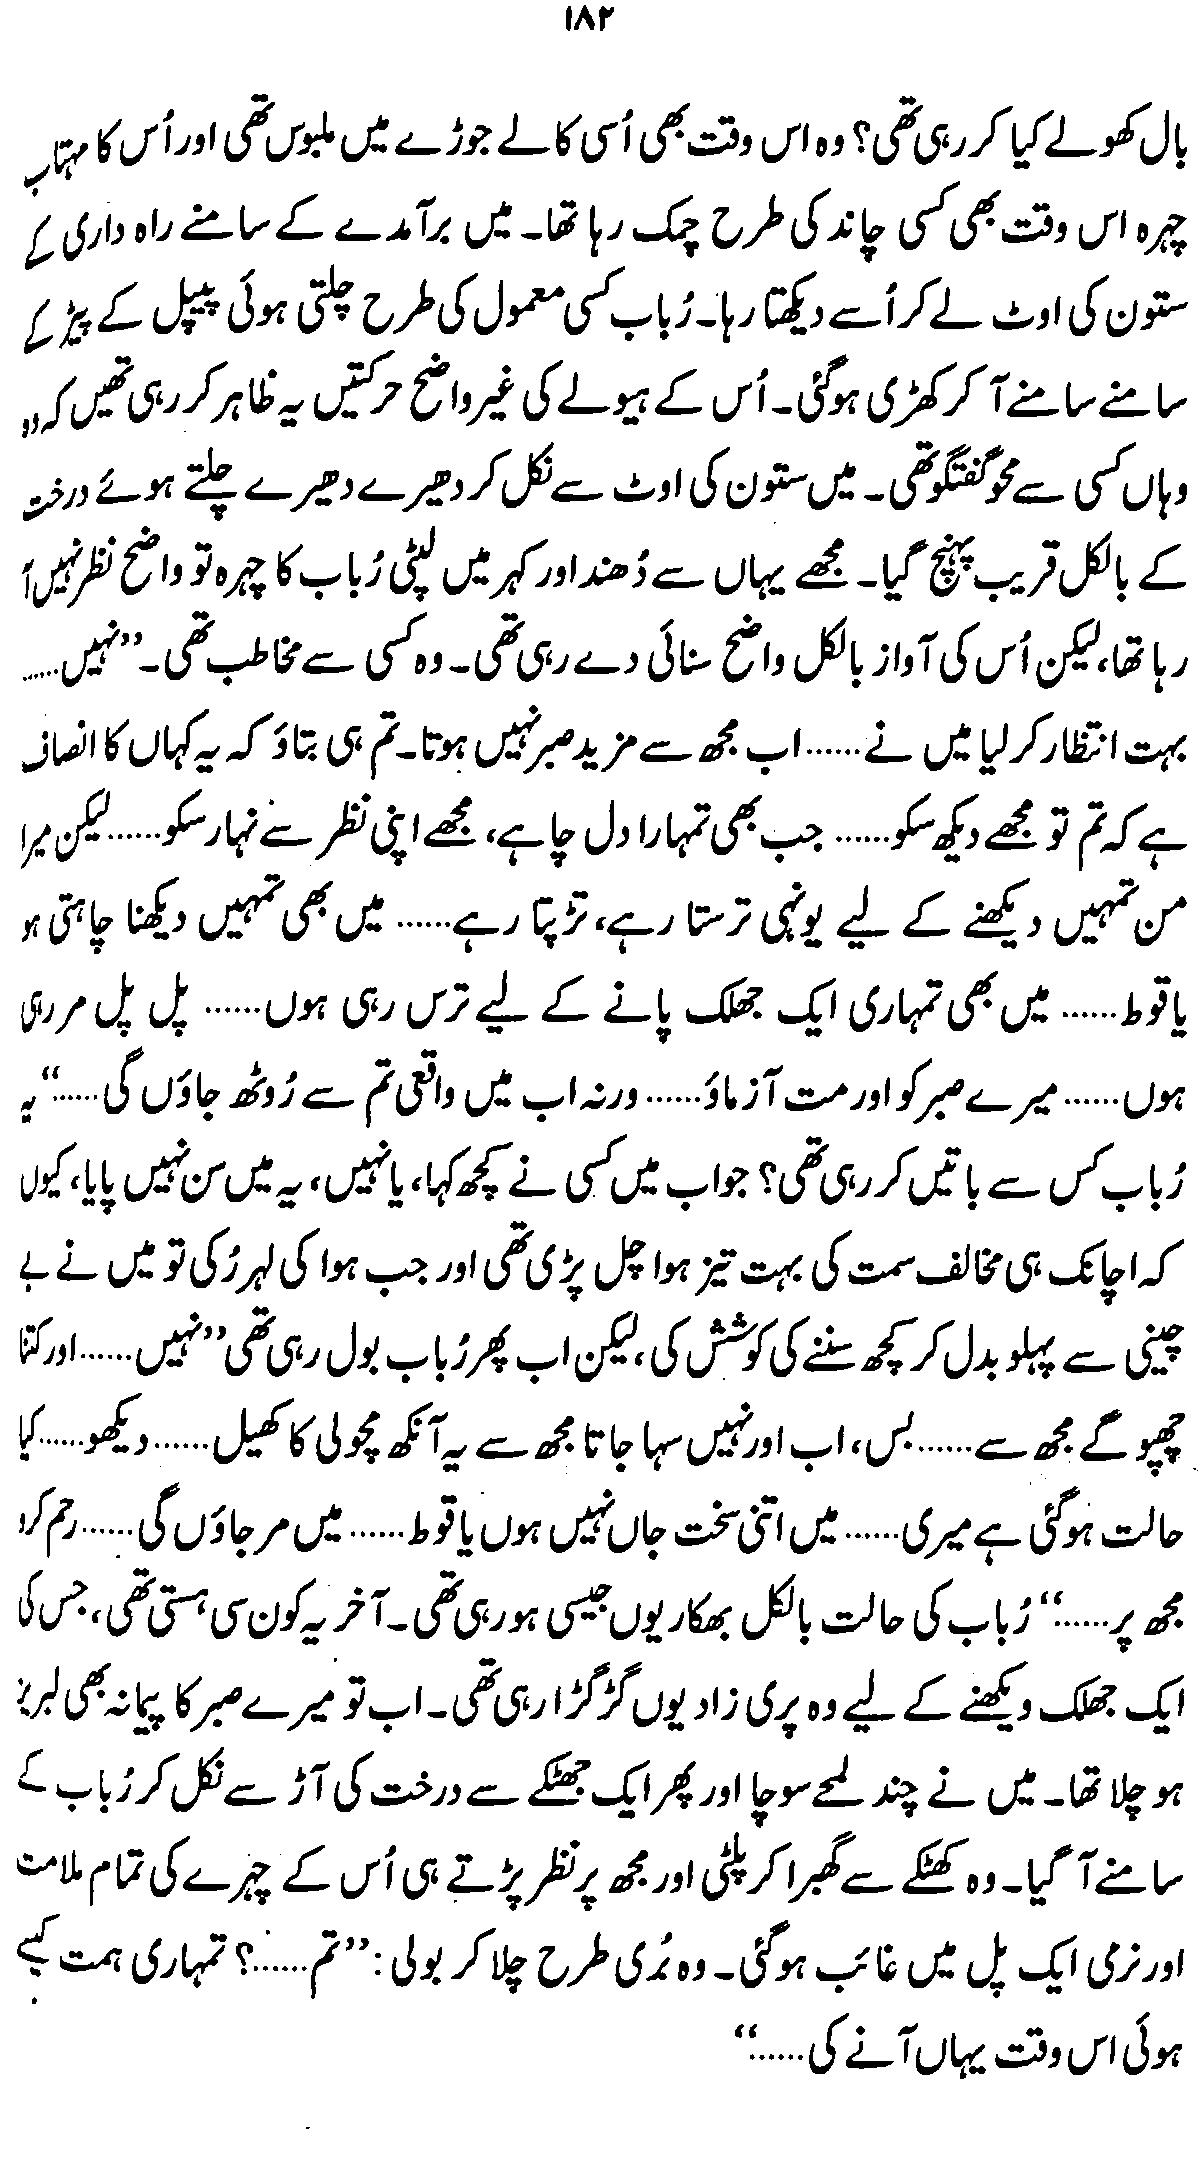 ۱۸۲
بال کھولے کیا کر رہی تھی؟ وہ اس وقت بھی اُسی کالے جوڑے میں ملبوس تھی اور اُس کا مہتاب
چہرہ اس وقت بھی کسی چاند کی طرح چمک رہا تھا۔ میں برآمدے کے سامنے راہ داری کے
ستون کی اوٹ لے کر اُسے دیکھتا رہا۔ رُباب کسی معمول کی طرح چلتی ہوئی پیپل کے پیڑ کے
سامنے سامنے آ کر کھڑی ہوگئی۔ اُس کے ہیولے کی غیر واضح حرکتیں یہ ظاہر کر رہی تھیں کہ وہ
وہاں کسی سے محوِ گفتگو تھی۔ میں ستون کی اوٹ سے نکل کر دھیرے دھیرے چلتے ہوئے درخت
کے بالکل قریب پہنچ گیا۔ مجھے یہاں سے دُھند اور کہر میں لپٹی رُباب کا چہرہ تو واضح نظر نہیں آ
رہا تھا، لیکن اُس کی آواز بالکل واضح سنائی دے رہی تھی۔ وہ کسی سے مخاطب تھی۔ ”نہیں......
بہت انتظار کر لیا میں نے...... اب مجھ سے مزید صبر نہیں ہوتا۔ تم ہی بتاؤ کہ یہ کہاں کا انصاف
ہے کہ تم تو مجھے دیکھ سکو...... جب بھی تمہارا دل چاہے، مجھے اپنی نظر سے نہار سکو...... لیکن میرا
من تمہیں دیکھنے کے لیے یونہی ترستا رہے، تڑپتا رہے...... میں بھی تمہیں دیکھنا چاہتی ہو
یاقوط...... میں بھی تمہاری ایک جھلک پانے کے لیے ترس رہی ہوں...... پل پل مر رہی
ہوں...... میرے صبر کو اور مت آزماؤ...... ورنہ اب میں واقعی تم سے رُوٹھ جاؤں گی......“ یہ
رُباب کس سے باتیں کر رہی تھی؟ جواب میں کسی نے کچھ کہا، یا نہیں، یہ میں سن نہیں پایا، کیوں
کہ اچانک ہی مخالف سمت کی بہت تیز ہوا چل پڑی تھی اور جب ہوا کی لہر رُکی تو میں نے بے
چینی سے پہلو بدل کر کچھ سننے کی کوشش کی، لیکن اب پھر رُباب بول رہی تھی ”نہیں...... اور کتنا
چھپو گے مجھ سے...... بس، اب اور نہیں سہا جاتا مجھ سے یہ آنکھ مچولی کا کھیل...... دیکھو...... کیا
حالت ہوگئی ہے میری...... میں اتنی سخت جاں نہیں ہوں یاقوط...... میں مر جاؤں گی...... رحم کرو
مجھ پر......“ رُباب کی حالت بالکل بھکاریوں جیسی ہو رہی تھی۔ آخر یہ کون سی ہستی تھی، جس کی
ایک جھلک دیکھنے کے لیے وہ پری زاد یوں گڑگڑا رہی تھی۔ اب تو میرے صبر کا پیمانہ بھی لبریز
ہو چلا تھا۔ میں نے چند لمحے سوچا اور پھر ایک جھٹکے سے درخت کی آڑ سے نکل کر رُباب کے
سامنے آ گیا۔ وہ کھٹکے سے گھبرا کر پلٹی اور مجھ پر نظر پڑتے ہی اُس کے چہرے کی تمام ملامت
اور نرمی ایک پل میں غائب ہوگئی۔ وہ بُری طرح چلا کر بولی: ”تم......؟ تمہاری ہمت کیسے
ہوئی اس وقت یہاں آنے کی......“